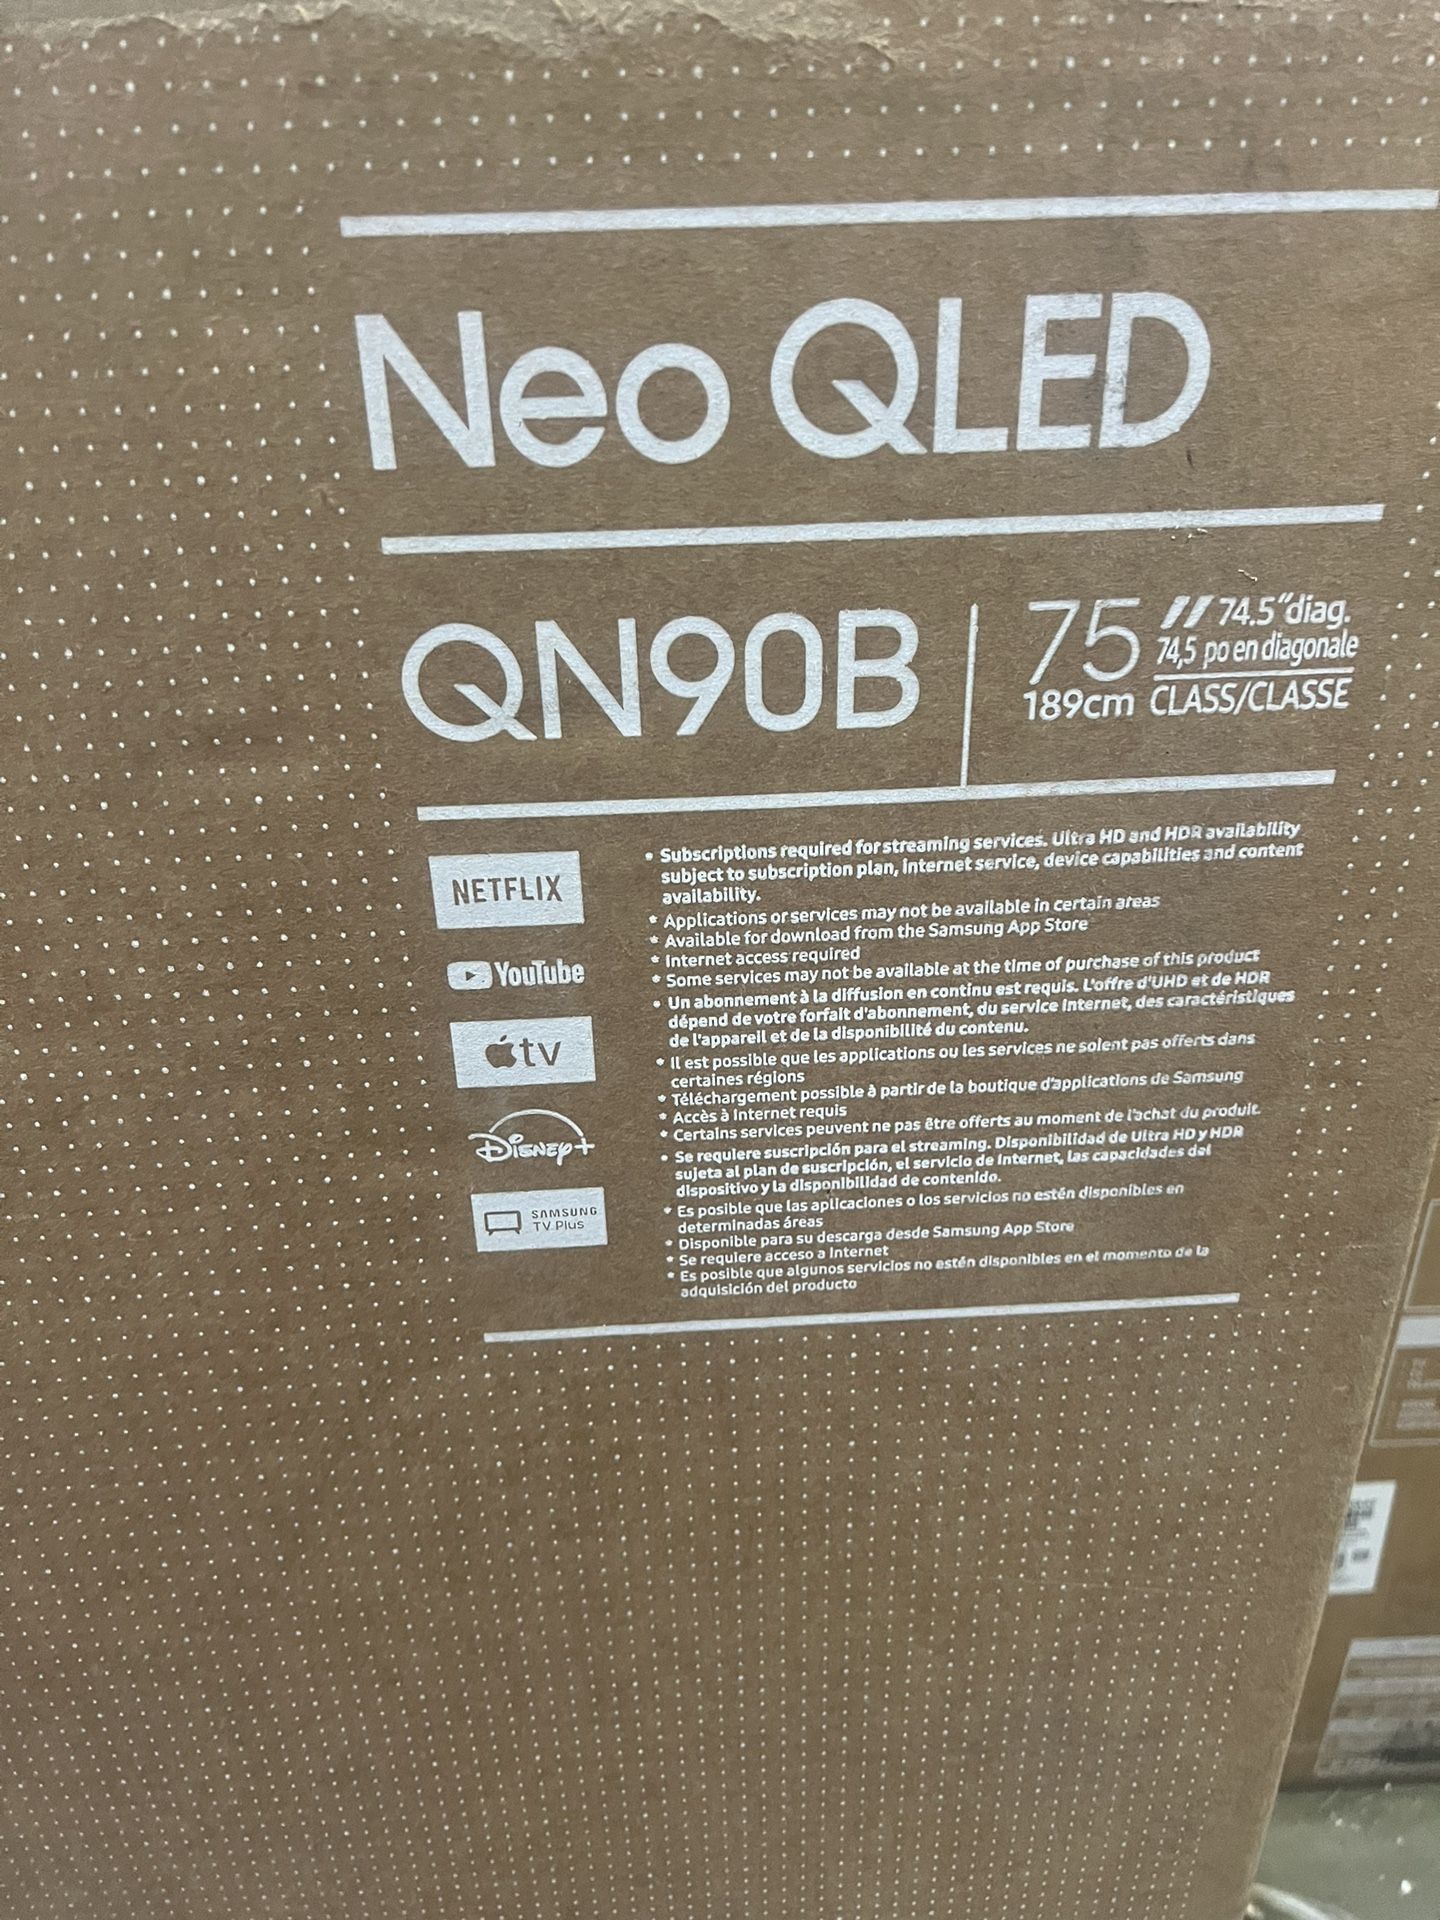 Neo QLED
QN90B
75" 74.5"diag.
74,5 po en diagonale
189cm CLASS/CLASSE
NETFLIX
YouTube
tv
Disney+
SAMSUNG
TV Plus
• Subscriptions required for streaming services. Ultra HD and HDR availability
subject to subscription plan, internet service, device capabilities and content
availability.
* Applications or services may not be available in certain areas
* Available for download from the Samsung App Store
* Internet access required
* Some services may not be available at the time of purchase of this product
• Un abonnement à la diffusion en continu est requis. L'offre d'UHD et de HDR
dépend de votre forfait d'abonnement, du service Internet, des caractéristiques
de l'appareil et de la disponibilité du contenu.
* Il est possible que les applications ou les services ne soient pas offerts dans
certaines régions
* Téléchargement possible à partir de la boutique d'applications de Samsung
* Accès à Internet requis
* Certains services peuvent ne pas être offerts au moment de l'achat du produit.
• Se requiere suscripción para el streaming. Disponibilidad de Ultra HD y HDR
sujeta al plan de suscripción, el servicio de Internet, las capacidades del
dispositivo y la disponibilidad de contenido.
* Es posible que las aplicaciones o los servicios no estén disponibles en
determinadas áreas
* Disponible para su descarga desde Samsung App Store
* Se requiere acceso a Internet
* Es posible que algunos servicios no estén disponibles en el momento de la
adquisición del producto